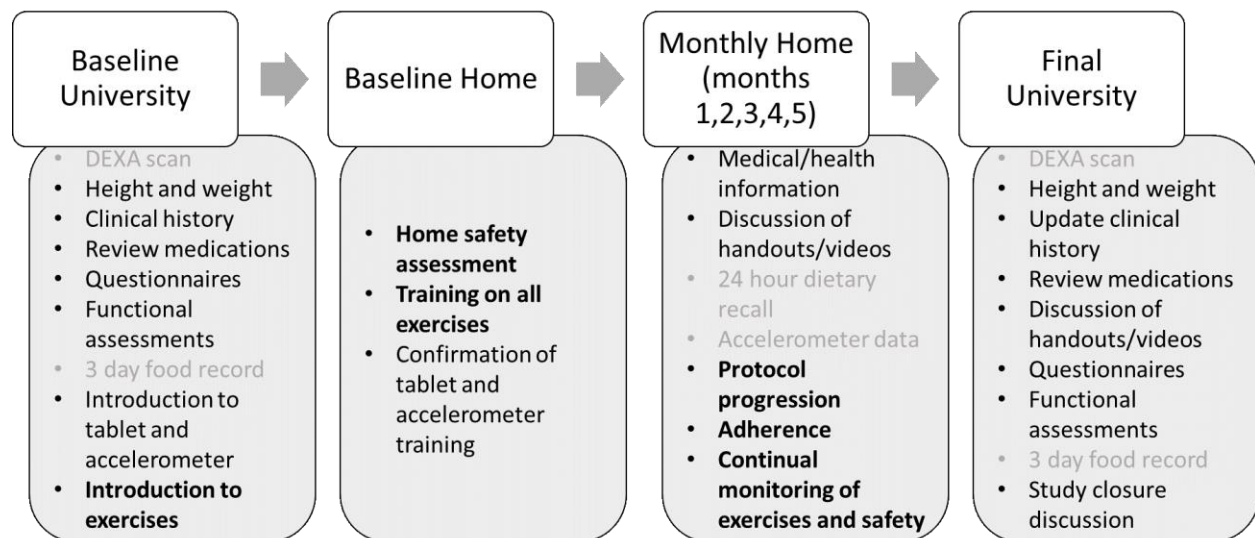 Baseline
University
• DEXA scan
• Height and weight
• Clinical history
• Review medications
• Questionnaires
• Functional
assessments
• 3 day food record
• Introduction to
tablet and
accelerometer
• Introduction to
exercises
Baseline Home
• Home safety
assessment
• Training on all
exercises
• Confirmation of
tablet and
accelerometer
training
Monthly Home
(months
1,2,3,4,5)
• Medical/health
information
• Discussion of
handouts/videos
• 24 hour dietary
recall
• Accelerometer data
• Protocol
progression
• Adherence
• Continual
monitoring of
exercises and safety
Final
University
• DEXA scan
• Height and weight
• Update clinical
history
• Review medications
• Discussion of
handouts/videos
• Questionnaires
• Functional
assessments
• 3 day food record
• Study closure
discussion